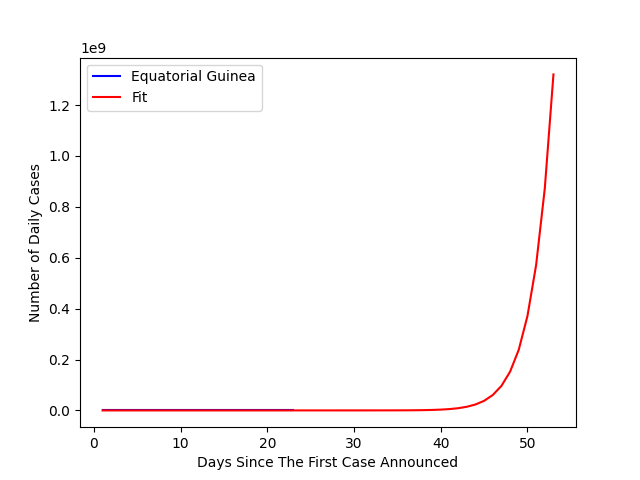 1e9
Equatorial Guinea
Fit
1.2
1.0
0.8
0.6
0.4
0.2
0.0
Number of Daily Cases
0 10 20 30 40 50
Days Since The First Case Announced